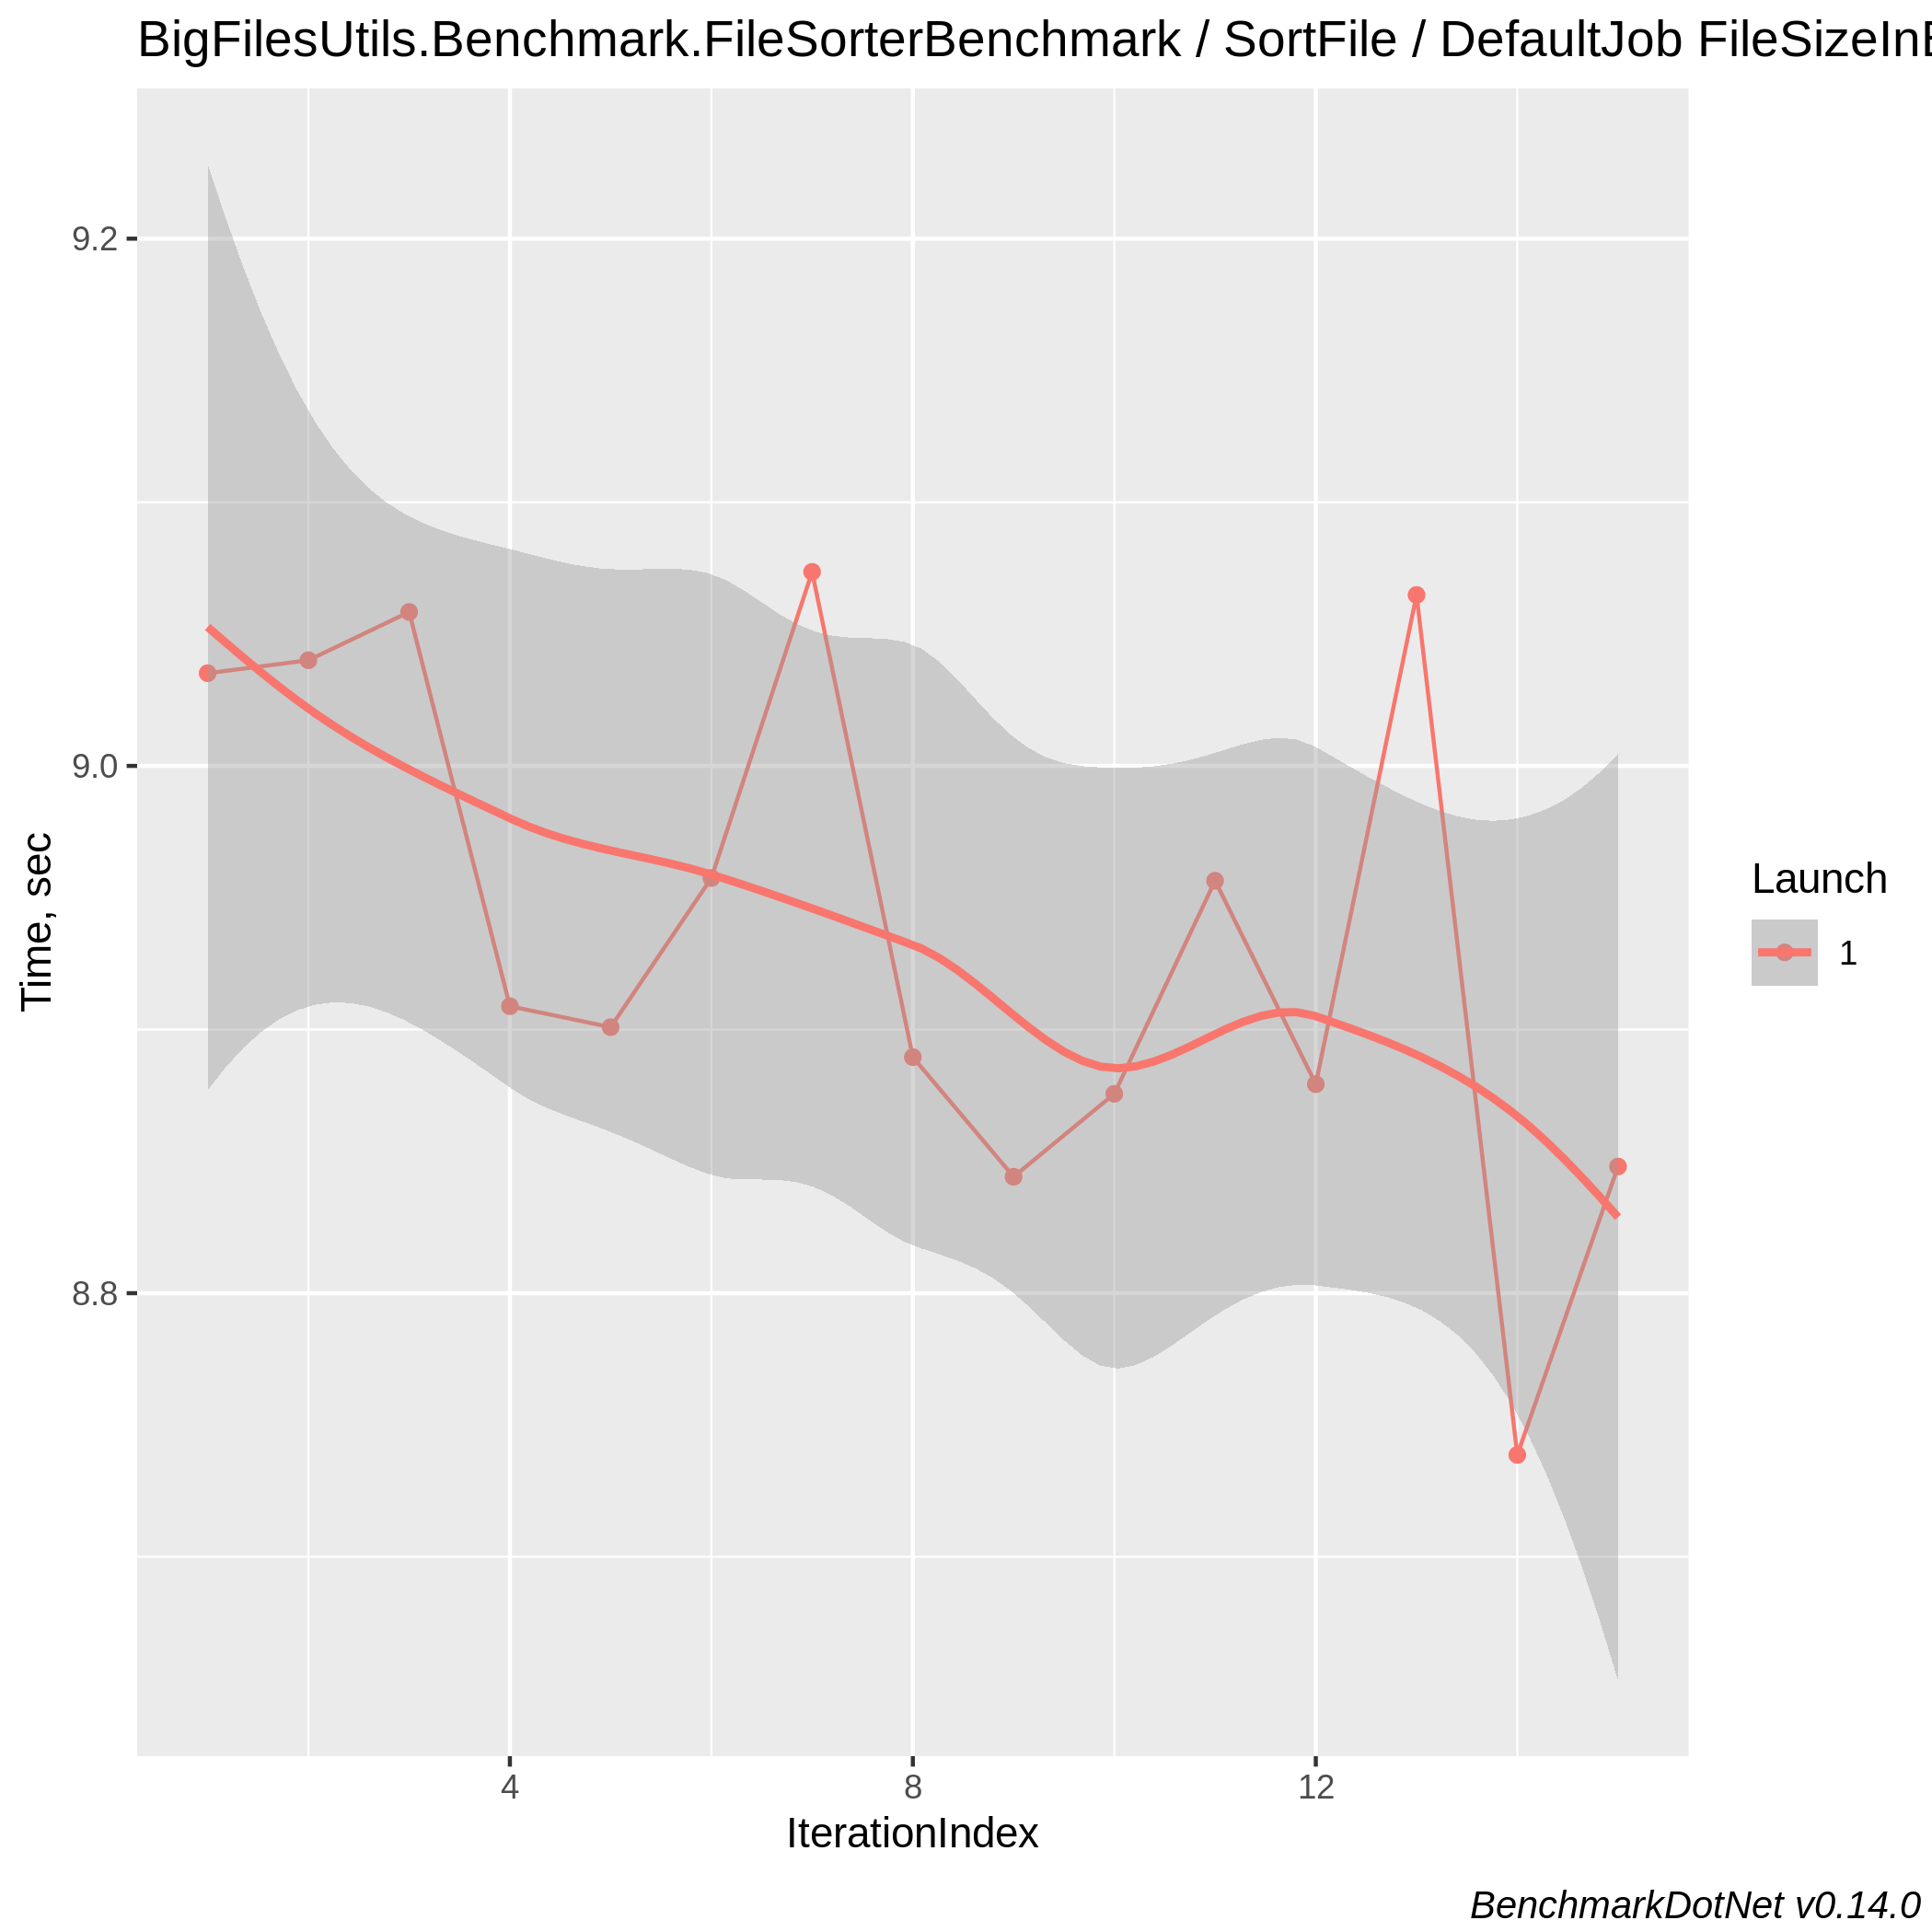 BigFilesUtils.Benchmark.FileSorterBenchmark / SortFile / DefaultJob
9.2
9.0
8.8
Time, sec
4
8
12
IterationIndex
Launch
1
BenchmarkDotNet v0.14.0